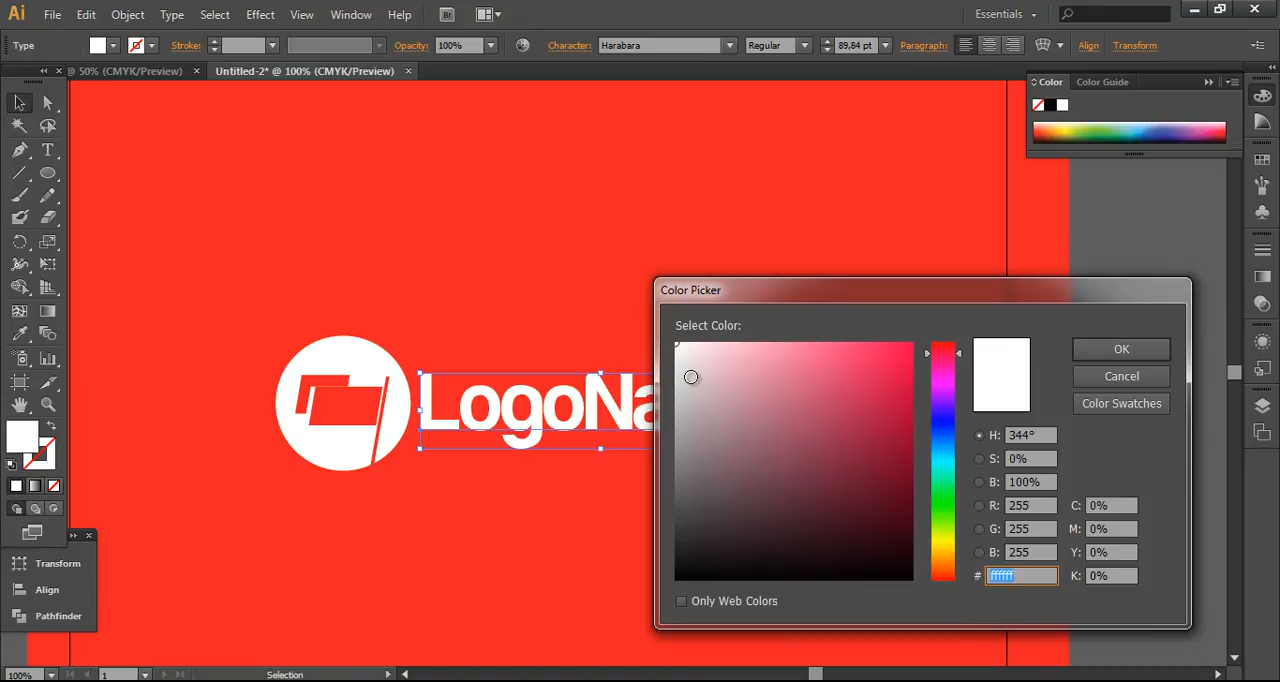 Ai File Edit Object Type Select Effect View Window Help Br Essentials
Type Stroke: Opacity: 100% Character: Harabara Regular 89,84 pt Paragraph: Align Transform
@ 50% (CMYK/Preview) × Untitled-2* @ 100% (CMYK/Preview) ×
Color Color Guide
T
Color Picker
Select Color:
OK
LogoNa
Cancel
Color Swatches
H: 344°
S: 0%
B: 100%
R: 255 C: 0%
G: 255 M: 0%
B: 255 Y: 0%
# ffffff K: 0%
Only Web Colors
Transform
Align
Pathfinder
100% 1 Selection